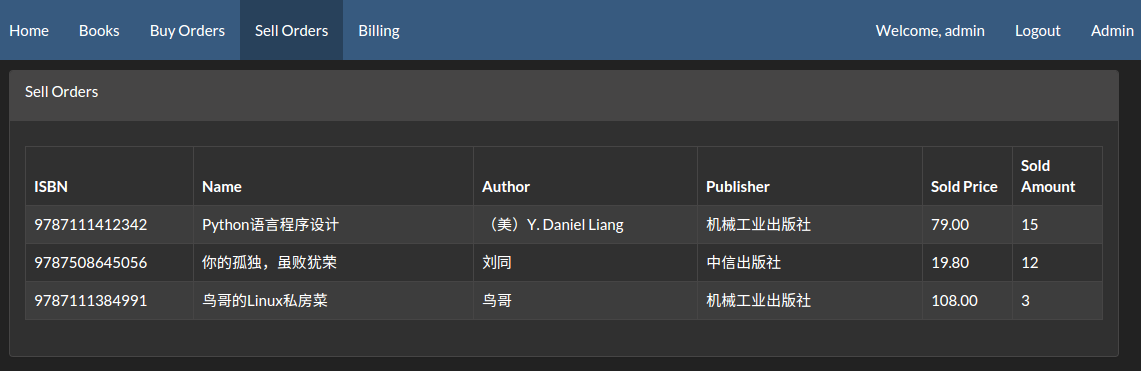 Home Books Buy Orders Sell Orders Billing Welcome, admin Logout Admin
Sell Orders
ISBN Name Author Publisher Sold Price Sold Amount
9787111412342 Python语言程序设计 （美）Y. Daniel Liang 机械工业出版社 79.00 15
9787508645056 你的孤独，虽败犹荣 刘同 中信出版社 19.80 12
9787111384991 鸟哥的Linux私房菜 鸟哥 机械工业出版社 108.00 3